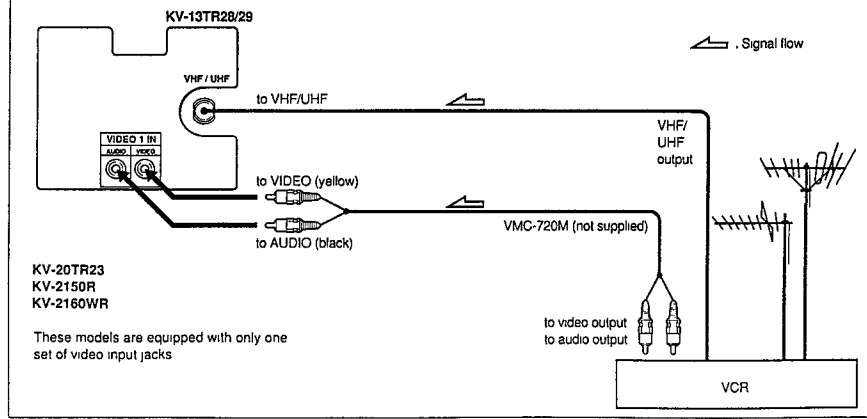 KV-13TR28/29
. Signal flow
VHF / UHF
to VHF/UHF
VHF/
UHF
output
VIDEO 1 IN
AUDIO VIDEO
to VIDEO (yellow)
VMC-720M (not supplied)
to AUDIO (black)
KV-20TR23
KV-2150R
KV-2160WR
These models are equipped with only one
set of video input jacks
to video output
to audio output
VCR